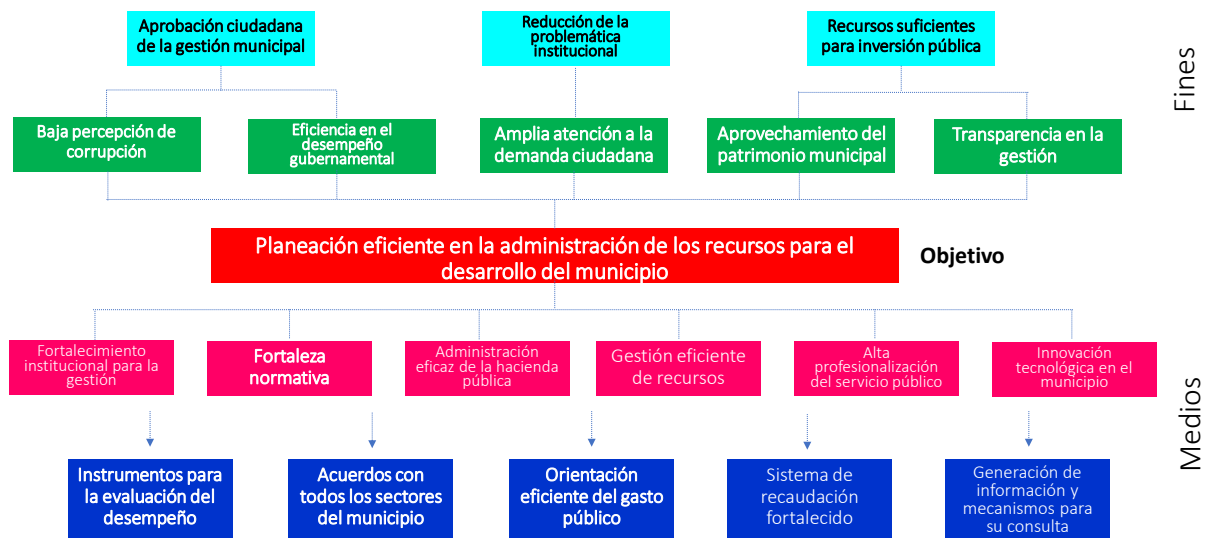 Aprobación ciudadana
de la gestión municipal
Reducción de la
problemática
institucional
Recursos suficientes
para inversión pública
Fines
Baja percepción de
corrupción
Eficiencia en el
desempeño
gubernamental
Amplia atención a la
demanda ciudadana
Aprovechamiento del
patrimonio municipal
Transparencia en la
gestión
Planeación eficiente en la administración de los recursos para el
desarrollo del municipio
Objetivo
Fortalecimiento
institucional para la
gestión
Fortaleza
normativa
Administración
eficaz de la hacienda
pública
Gestión eficiente
de recursos
Alta
profesionalización
del servicio público
Innovación
tecnológica en el
municipio
Medios
Instrumentos para
la evaluación del
desempeño
Acuerdos con
todos los sectores
del municipio
Orientación
eficiente del gasto
público
Sistema de
recaudación
fortalecido
Generación de
información y
mecanismos para
su consulta